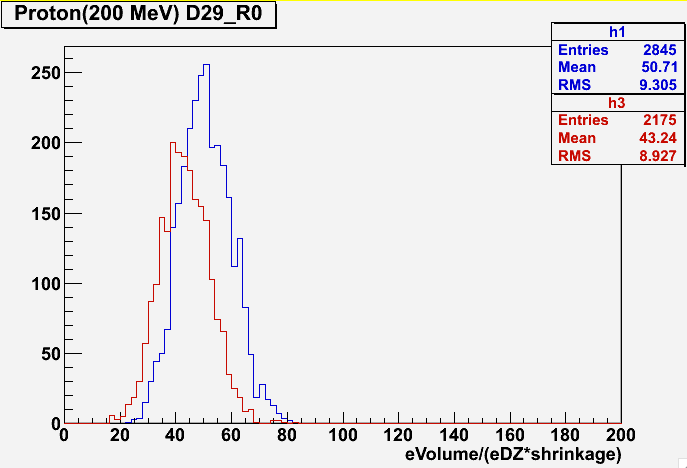 Proton(200 MeV) D29_R0
h1
Entries 2845
Mean 50.71
RMS 9.305
h3
Entries 2175
Mean 43.24
RMS 8.927
250
200
150
100
50
0
0 20 40 60 80 100 120 140 160 180 200
eVolume/(eDZ*shrinkage)